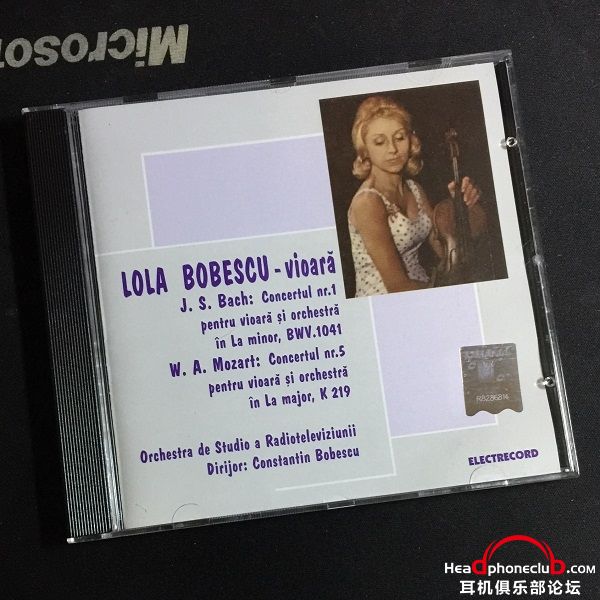 Microsof
LOLA BOBESCU - vioară
J. S. Bach: Concertul nr.1
pentru vioară și orchestră
în La minor, BWV.1041
W. A. Mozart: Concertul nr.5
pentru vioară și orchestră
în La major, K 219
Orchestra de Studio a Radioteleviziunii
Dirijor: Constantin Bobescu
R8286814
ELECTRECORD
Headphoneclub.com
耳机俱乐部论坛